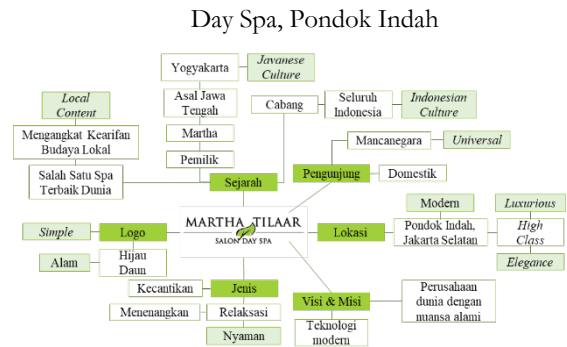 Day Spa, Pondok Indah
Yogyakarta
Javanese
Culture
Local
Content
Asal Jawa
Tengah
Cabang
Seluruh
Indonesia
Indonesian
Culture
Mengangkat Kearifan
Budaya Lokal
Martha
Mancanegara
Universal
Pemilik
Salah Satu Spa
Terbaik Dunia
Sejarah
Pengunjung
Domestik
Modern
Luxurious
Simple
Logo
MARTHA TILAAR
SALON DAY SPA
Lokasi
Pondok Indah,
Jakarta Selatan
High
Class
Alam
Hijau
Daun
Elegance
Kecantikan
Jenis
Visi & Misi
Perusahaan
dunia dengan
nuansa alami
Menenangkan
Relaksasi
Teknologi
modern
Nyaman